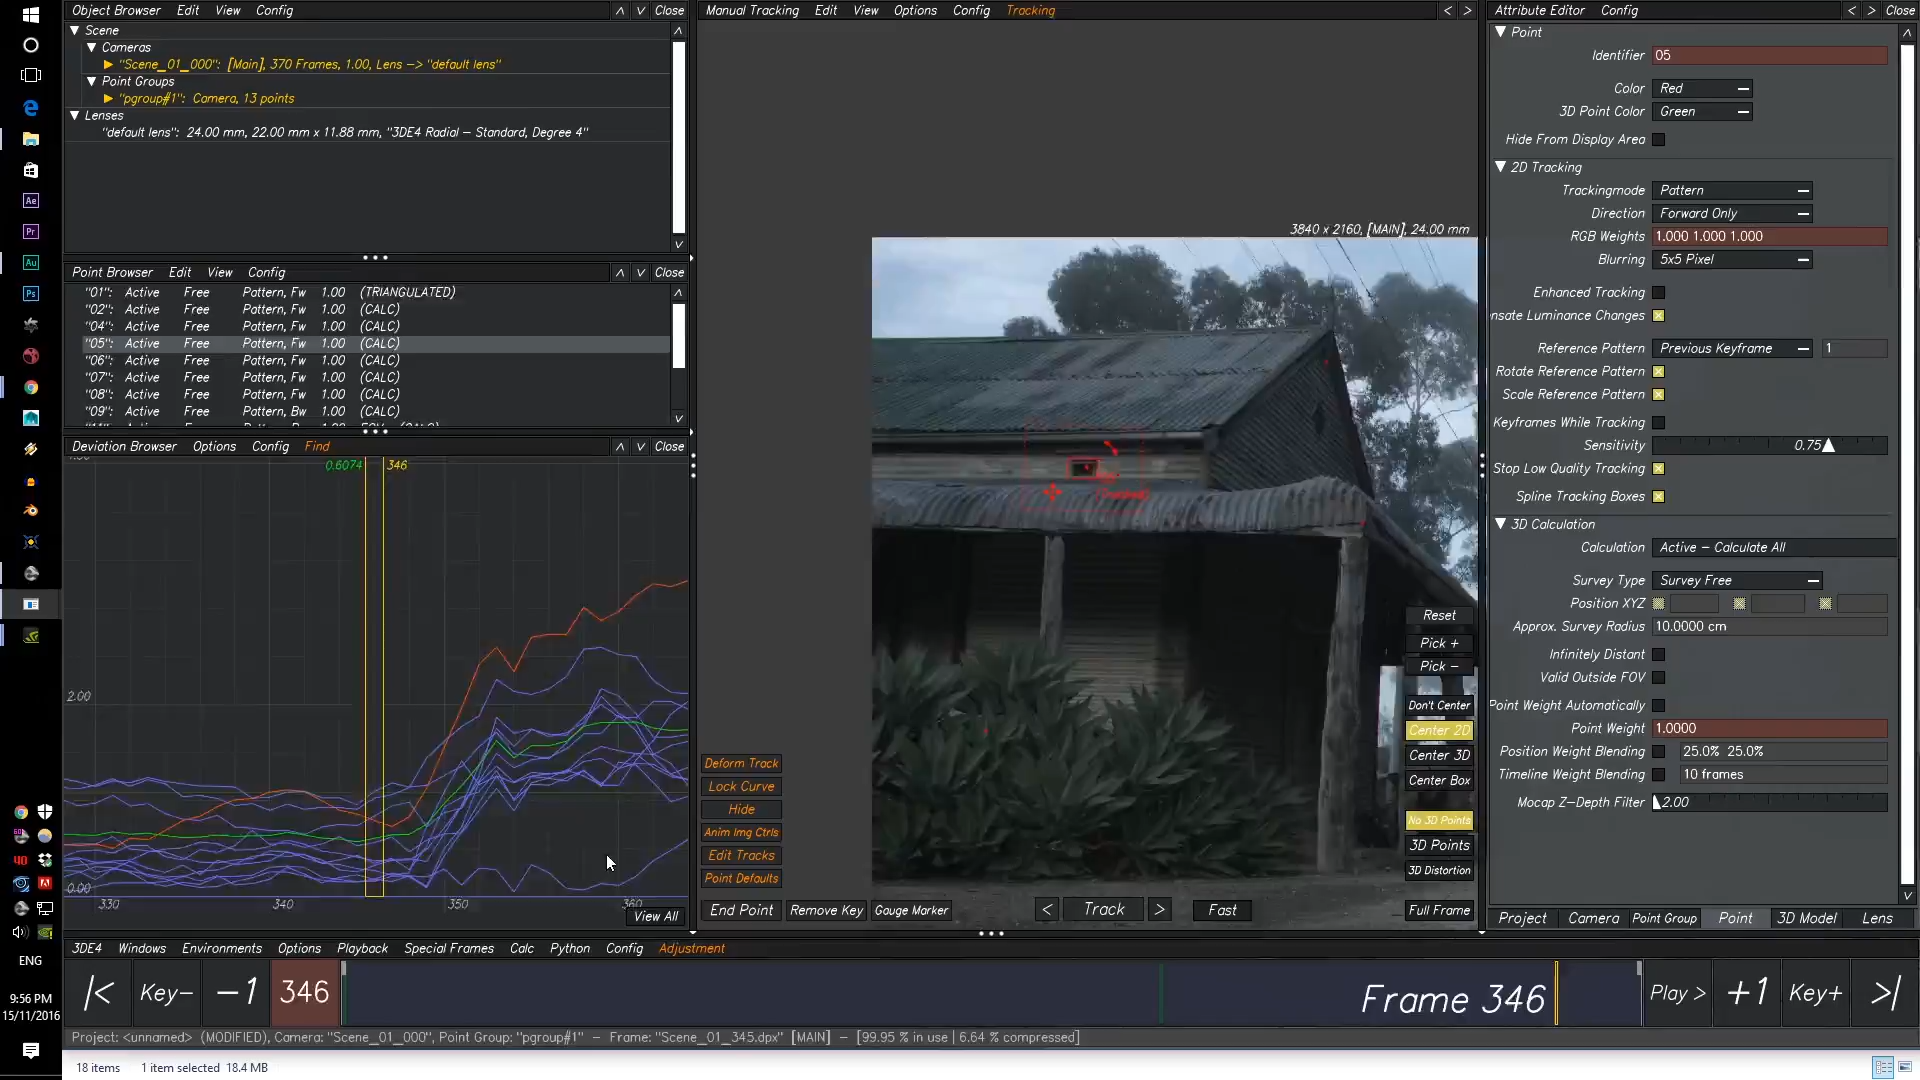 Object Browser Edit View Config Close
Scene
Cameras
"Scene_01_000": [Main], 370 Frames, 1.00, Lens -> "default lens"
Point Groups
"pgroup#1": Camera, 13 points
Lenses
"default lens": 24.00 mm, 22.00 mm x 11.88 mm, "3DE4 Radial - Standard, Degree 4"
Point Browser Edit View Config Close
"01": Active Free Pattern, Fw 1.00 (TRIANGULATED)
"02": Active Free Pattern, Fw 1.00 (CALC)
"04": Active Free Pattern, Fw 1.00 (CALC)
"05": Active Free Pattern, Fw 1.00 (CALC)
"06": Active Free Pattern, Fw 1.00 (CALC)
"07": Active Free Pattern, Fw 1.00 (CALC)
"08": Active Free Pattern, Fw 1.00 (CALC)
"09": Active Free Pattern, Bw 1.00 (CALC)
Deviation Browser Options Config Find Close
0.6074 346
2.00
0.00
330 340 350 360
View All
Manual Tracking Edit View Options Config Tracking
3840 x 2160, [MAIN], 24.00 mm
Reset
Pick +
Pick -
Don't Center
Center 2D
Center 3D
Center Box
No 3D Points
3D Points
3D Distortion
Full Frame
Deform Track
Lock Curve
Hide
Anim Img Ctrls
Edit Tracks
Point Defaults
End Point Remove Key Gauge Marker < Track > Fast
Attribute Editor Config < > Close
Point
Identifier 05
Color Red
3D Point Color Green
Hide From Display Area
2D Tracking
Trackingmode Pattern
Direction Forward Only
RGB Weights 1.000 1.000 1.000
Blurring 5x5 Pixel
Enhanced Tracking
ensate Luminance Changes
Reference Pattern Previous Keyframe 1
Rotate Reference Pattern
Scale Reference Pattern
Keyframes While Tracking
Sensitivity 0.75
Stop Low Quality Tracking
Spline Tracking Boxes
3D Calculation
Calculation Active - Calculate All
Survey Type Survey Free
Position XYZ
Approx. Survey Radius 10.0000 cm
Infinitely Distant
Valid Outside FOV
Point Weight Automatically
Point Weight 1.0000
Position Weight Blending 25.0% 25.0%
Timeline Weight Blending 10 frames
Mocap Z-Depth Filter 2.00
Project Camera Point Group Point 3D Model Lens
3DE4 Windows Environments Options Playback Special Frames Calc Python Config Adjustment
|< Key- -1 346 Frame 346 Play > +1 Key+ >|
Project: <unnamed> (MODIFIED), Camera: "Scene_01_000", Point Group: "pgroup#1" - Frame: "Scene_01_345.dpx" [MAIN] - [99.95 % in use | 6.64 % compressed]
18 items 1 item selected 18.4 MB
Ae
Pr
Au
Ps
40
ENG
9:56 PM
15/11/2016